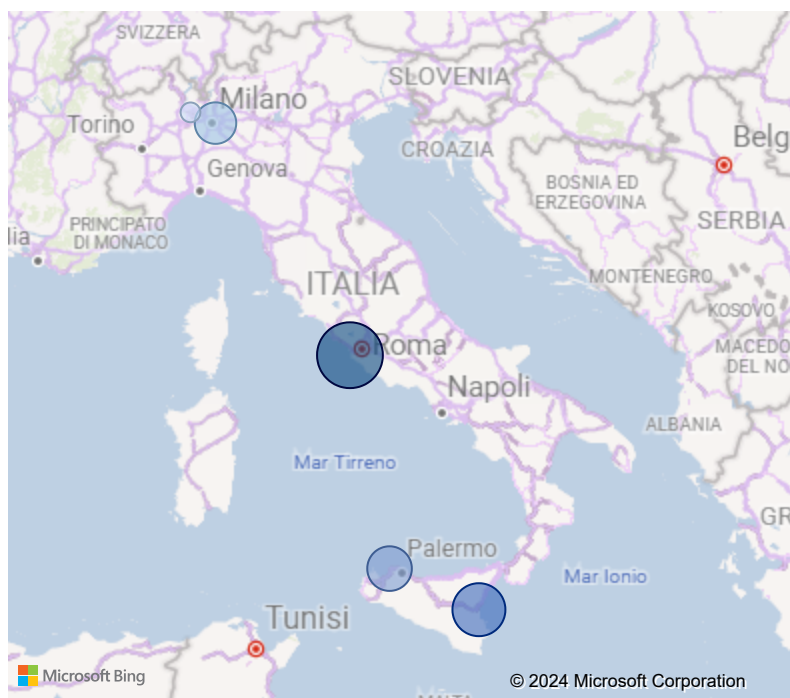 SVIZZERA
SLOVENIA
Milano
Torino
Belg
CROAZIA
Genova
BOSNIA ED
ERZEGOVINA
PRINCIPATO
DI MONACO
lia
SERBIA
ITALIA
MONTENEGRO
KOSOVO
Roma
MACEDO
DEL NO
Napoli
ALBANIA
Mar Tirreno
GR
Palermo
Mar Ionio
Tunisi
Microsoft Bing
© 2024 Microsoft Corporation
MALTA